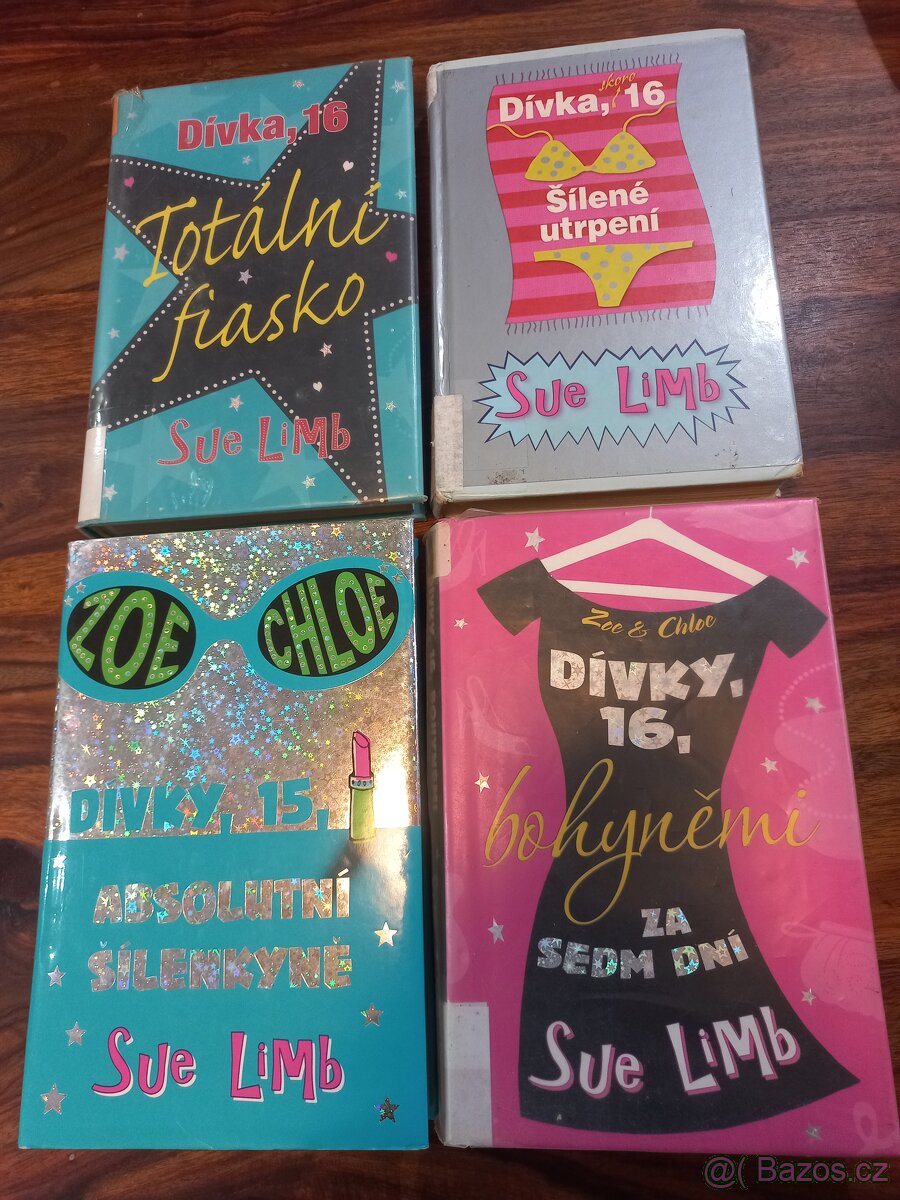 Dívka, 16
Totální
fiasko
Sue Limb
skoro
Dívka, 16
Šílené
utrpení
Sue Limb
ZOE
CHLOE
DÍVKY, 15,
ABSOLUTNÍ
ŠÍLENKYNĚ
Sue Limb
Zoe & Chloe
DÍVKY,
16,
bohyněmi
ZA
SEDM DNÍ
Sue Limb
@( Bazos.cz